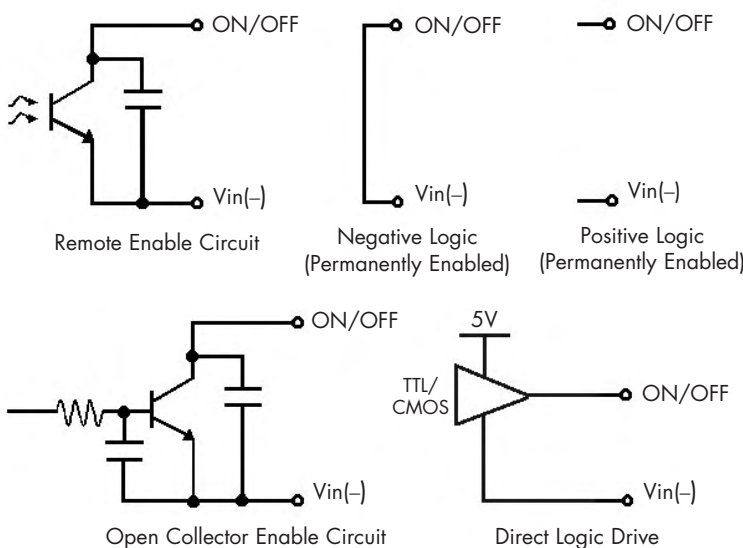 ON/OFF
Vin(–)
Remote Enable Circuit
ON/OFF
Vin(–)
Negative Logic
(Permanently Enabled)
ON/OFF
Vin(–)
Positive Logic
(Permanently Enabled)
ON/OFF
Vin(–)
Open Collector Enable Circuit
5V
TTL/
CMOS
ON/OFF
Vin(–)
Direct Logic Drive